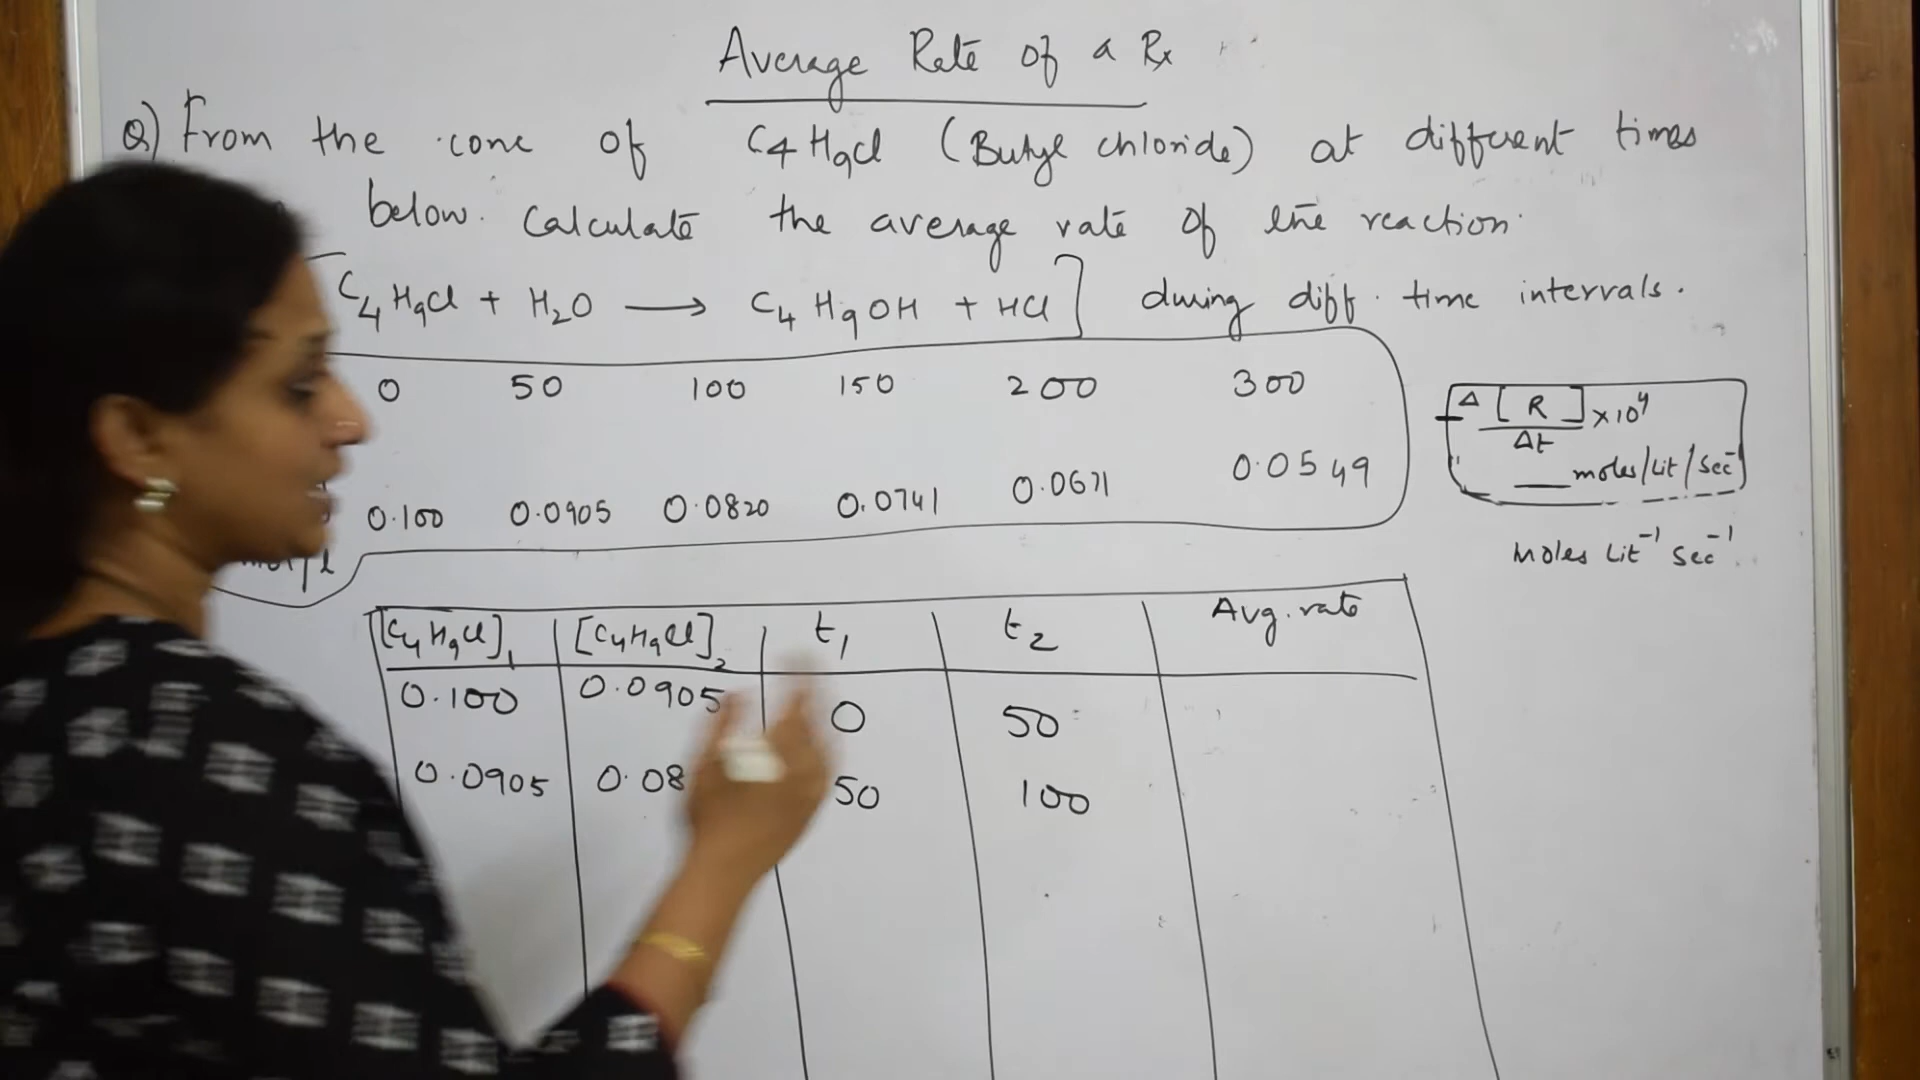 Average Rate of a Rx
Q) From the conc of C4H9Cl (Butyl chloride) at different times
below. Calculate the average rate of the reaction.
C4H9Cl + H2O ⟶ C4H9OH + HCl] during diff. time intervals.
0 50 100 150 200 300
0.100 0.0905 0.0820 0.0741 0.0671 0.0549
mol/l
-Δ[R]/Δt ×10⁴
___ moles/Lit/Sec
Moles Lit⁻¹ Sec⁻¹.
[C4H9Cl]₁ [C4H9Cl]₂ t₁ t₂ Avg. rate
0.100 0.0905 0 50
0.0905 0.08 50 100